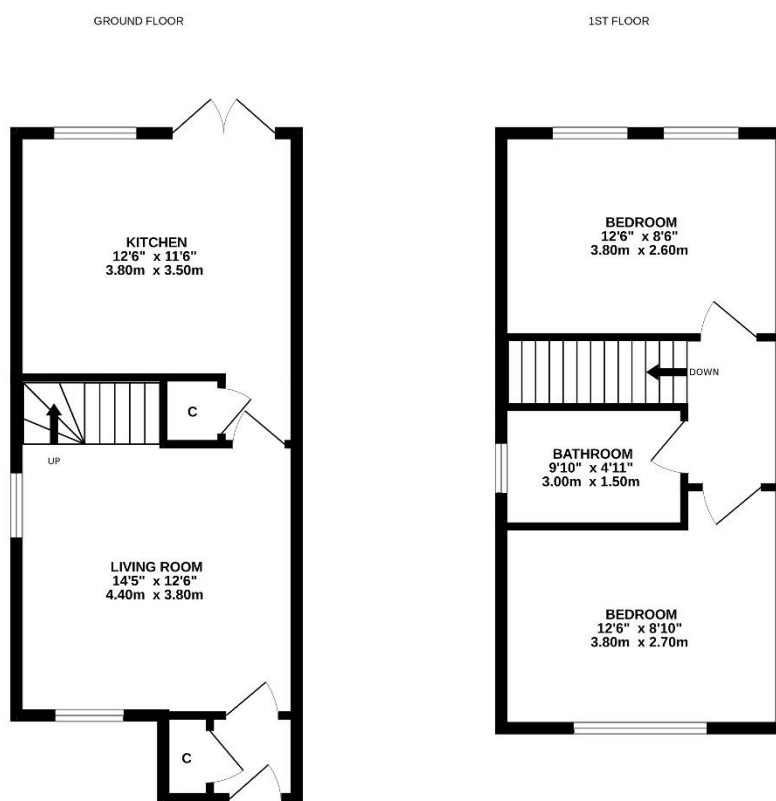 GROUND FLOOR
KITCHEN
12'6" x 11'6"
3.80m x 3.50m
C
UP
LIVING ROOM
14'5" x 12'6"
4.40m x 3.80m
C
1ST FLOOR
BEDROOM
12'6" x 8'6"
3.80m x 2.60m
DOWN
BATHROOM
9'10" x 4'11"
3.00m x 1.50m
BEDROOM
12'6" x 8'10"
3.80m x 2.70m